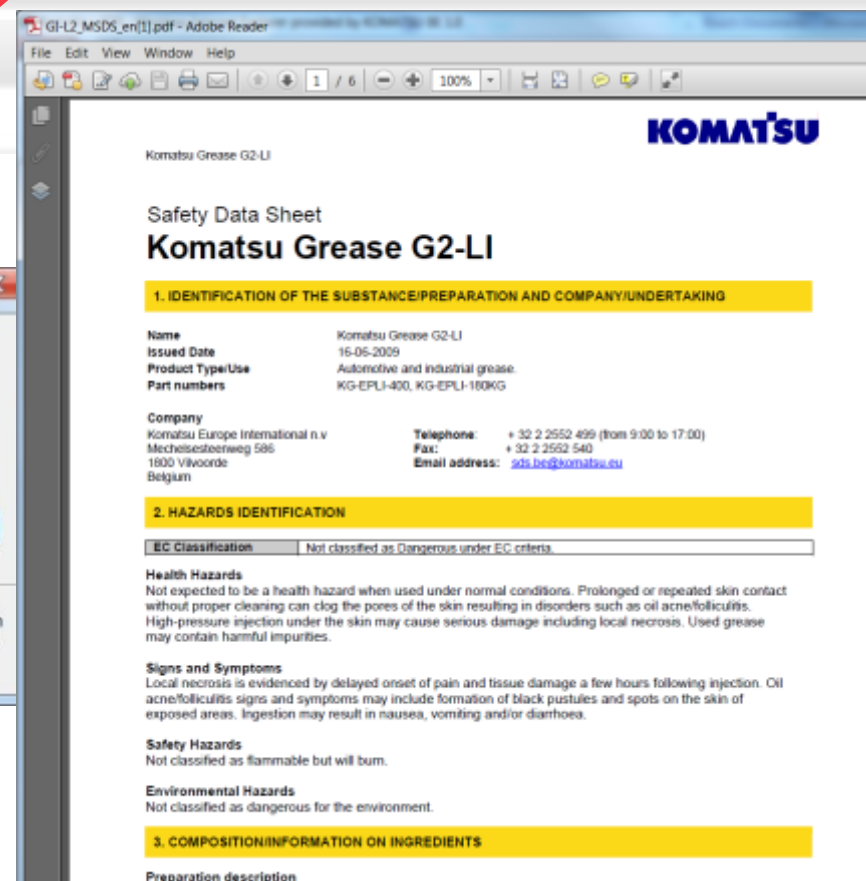 GI-L2_MSDS_en[1].pdf - Adobe Reader
File Edit View Window Help
1 / 6 100%
KOMATSU
Komatsu Grease G2-LI
Safety Data Sheet
Komatsu Grease G2-LI
1. IDENTIFICATION OF THE SUBSTANCE/PREPARATION AND COMPANY/UNDERTAKING
Name Komatsu Grease G2-LI
Issued Date 16-06-2009
Product Type/Use Automotive and industrial grease.
Part numbers KG-EPLI-400, KG-EPLI-180KG
Company
Komatsu Europe International n.v Telephone: + 32 2 2552 499 (from 9:00 to 17:00)
Mechelsesteenweg 586 Fax: + 32 2 2552 540
1800 Vilvoorde Email address: sds.be@komatsu.eu
Belgium
2. HAZARDS IDENTIFICATION
EC Classification Not classified as Dangerous under EC criteria.
Health Hazards
Not expected to be a health hazard when used under normal conditions. Prolonged or repeated skin contact
without proper cleaning can clog the pores of the skin resulting in disorders such as oil acne/folliculitis.
High-pressure injection under the skin may cause serious damage including local necrosis. Used grease
may contain harmful impurities.
Signs and Symptoms
Local necrosis is evidenced by delayed onset of pain and tissue damage a few hours following injection. Oil
acne/folliculitis signs and symptoms may include formation of black pustules and spots on the skin of
exposed areas. Ingestion may result in nausea, vomiting and/or diarrhoea.
Safety Hazards
Not classified as flammable but will burn.
Environmental Hazards
Not classified as dangerous for the environment.
3. COMPOSITION/INFORMATION ON INGREDIENTS
Preparation description